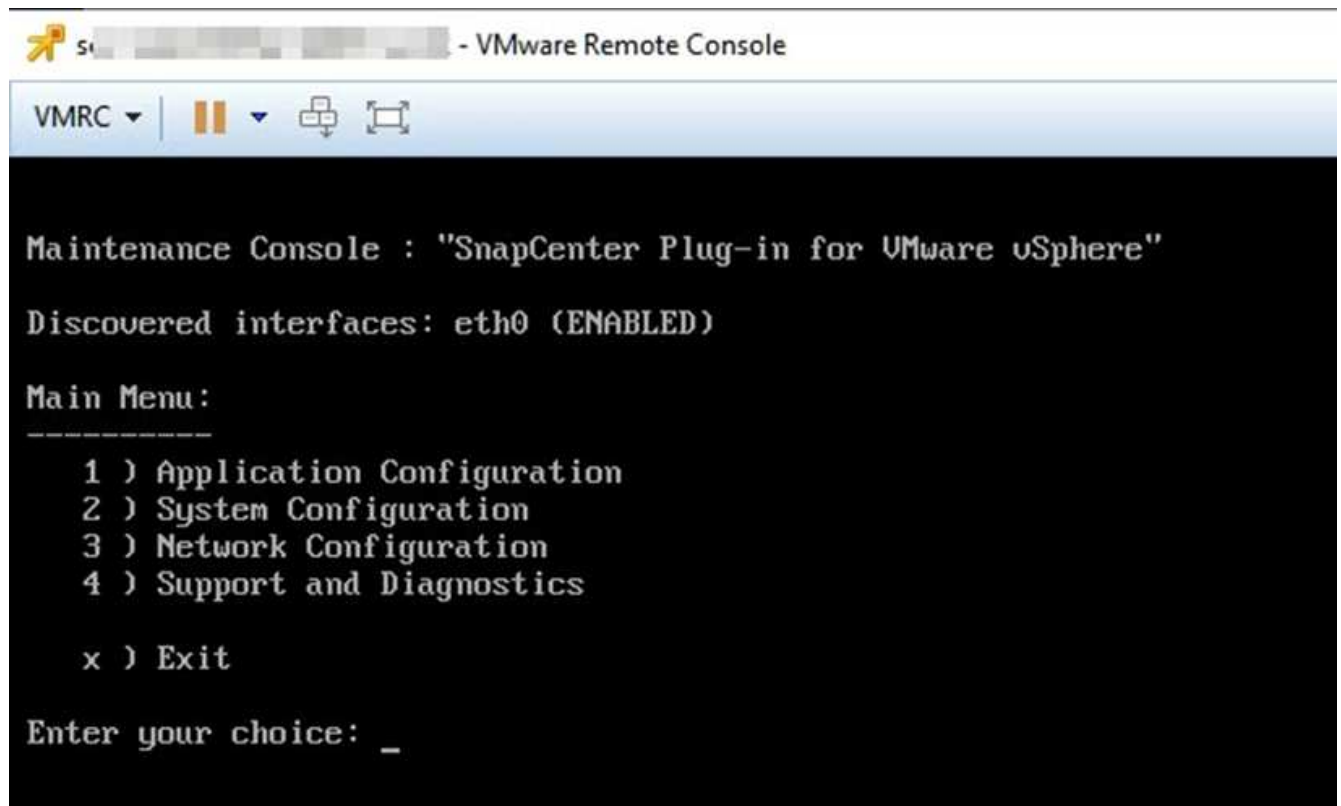 - VMware Remote Console
VMRC
Maintenance Console : "SnapCenter Plug-in for VMware vSphere"
Discovered interfaces: eth0 (ENABLED)
Main Menu:
----------
1 ) Application Configuration
2 ) System Configuration
3 ) Network Configuration
4 ) Support and Diagnostics
x ) Exit
Enter your choice: _